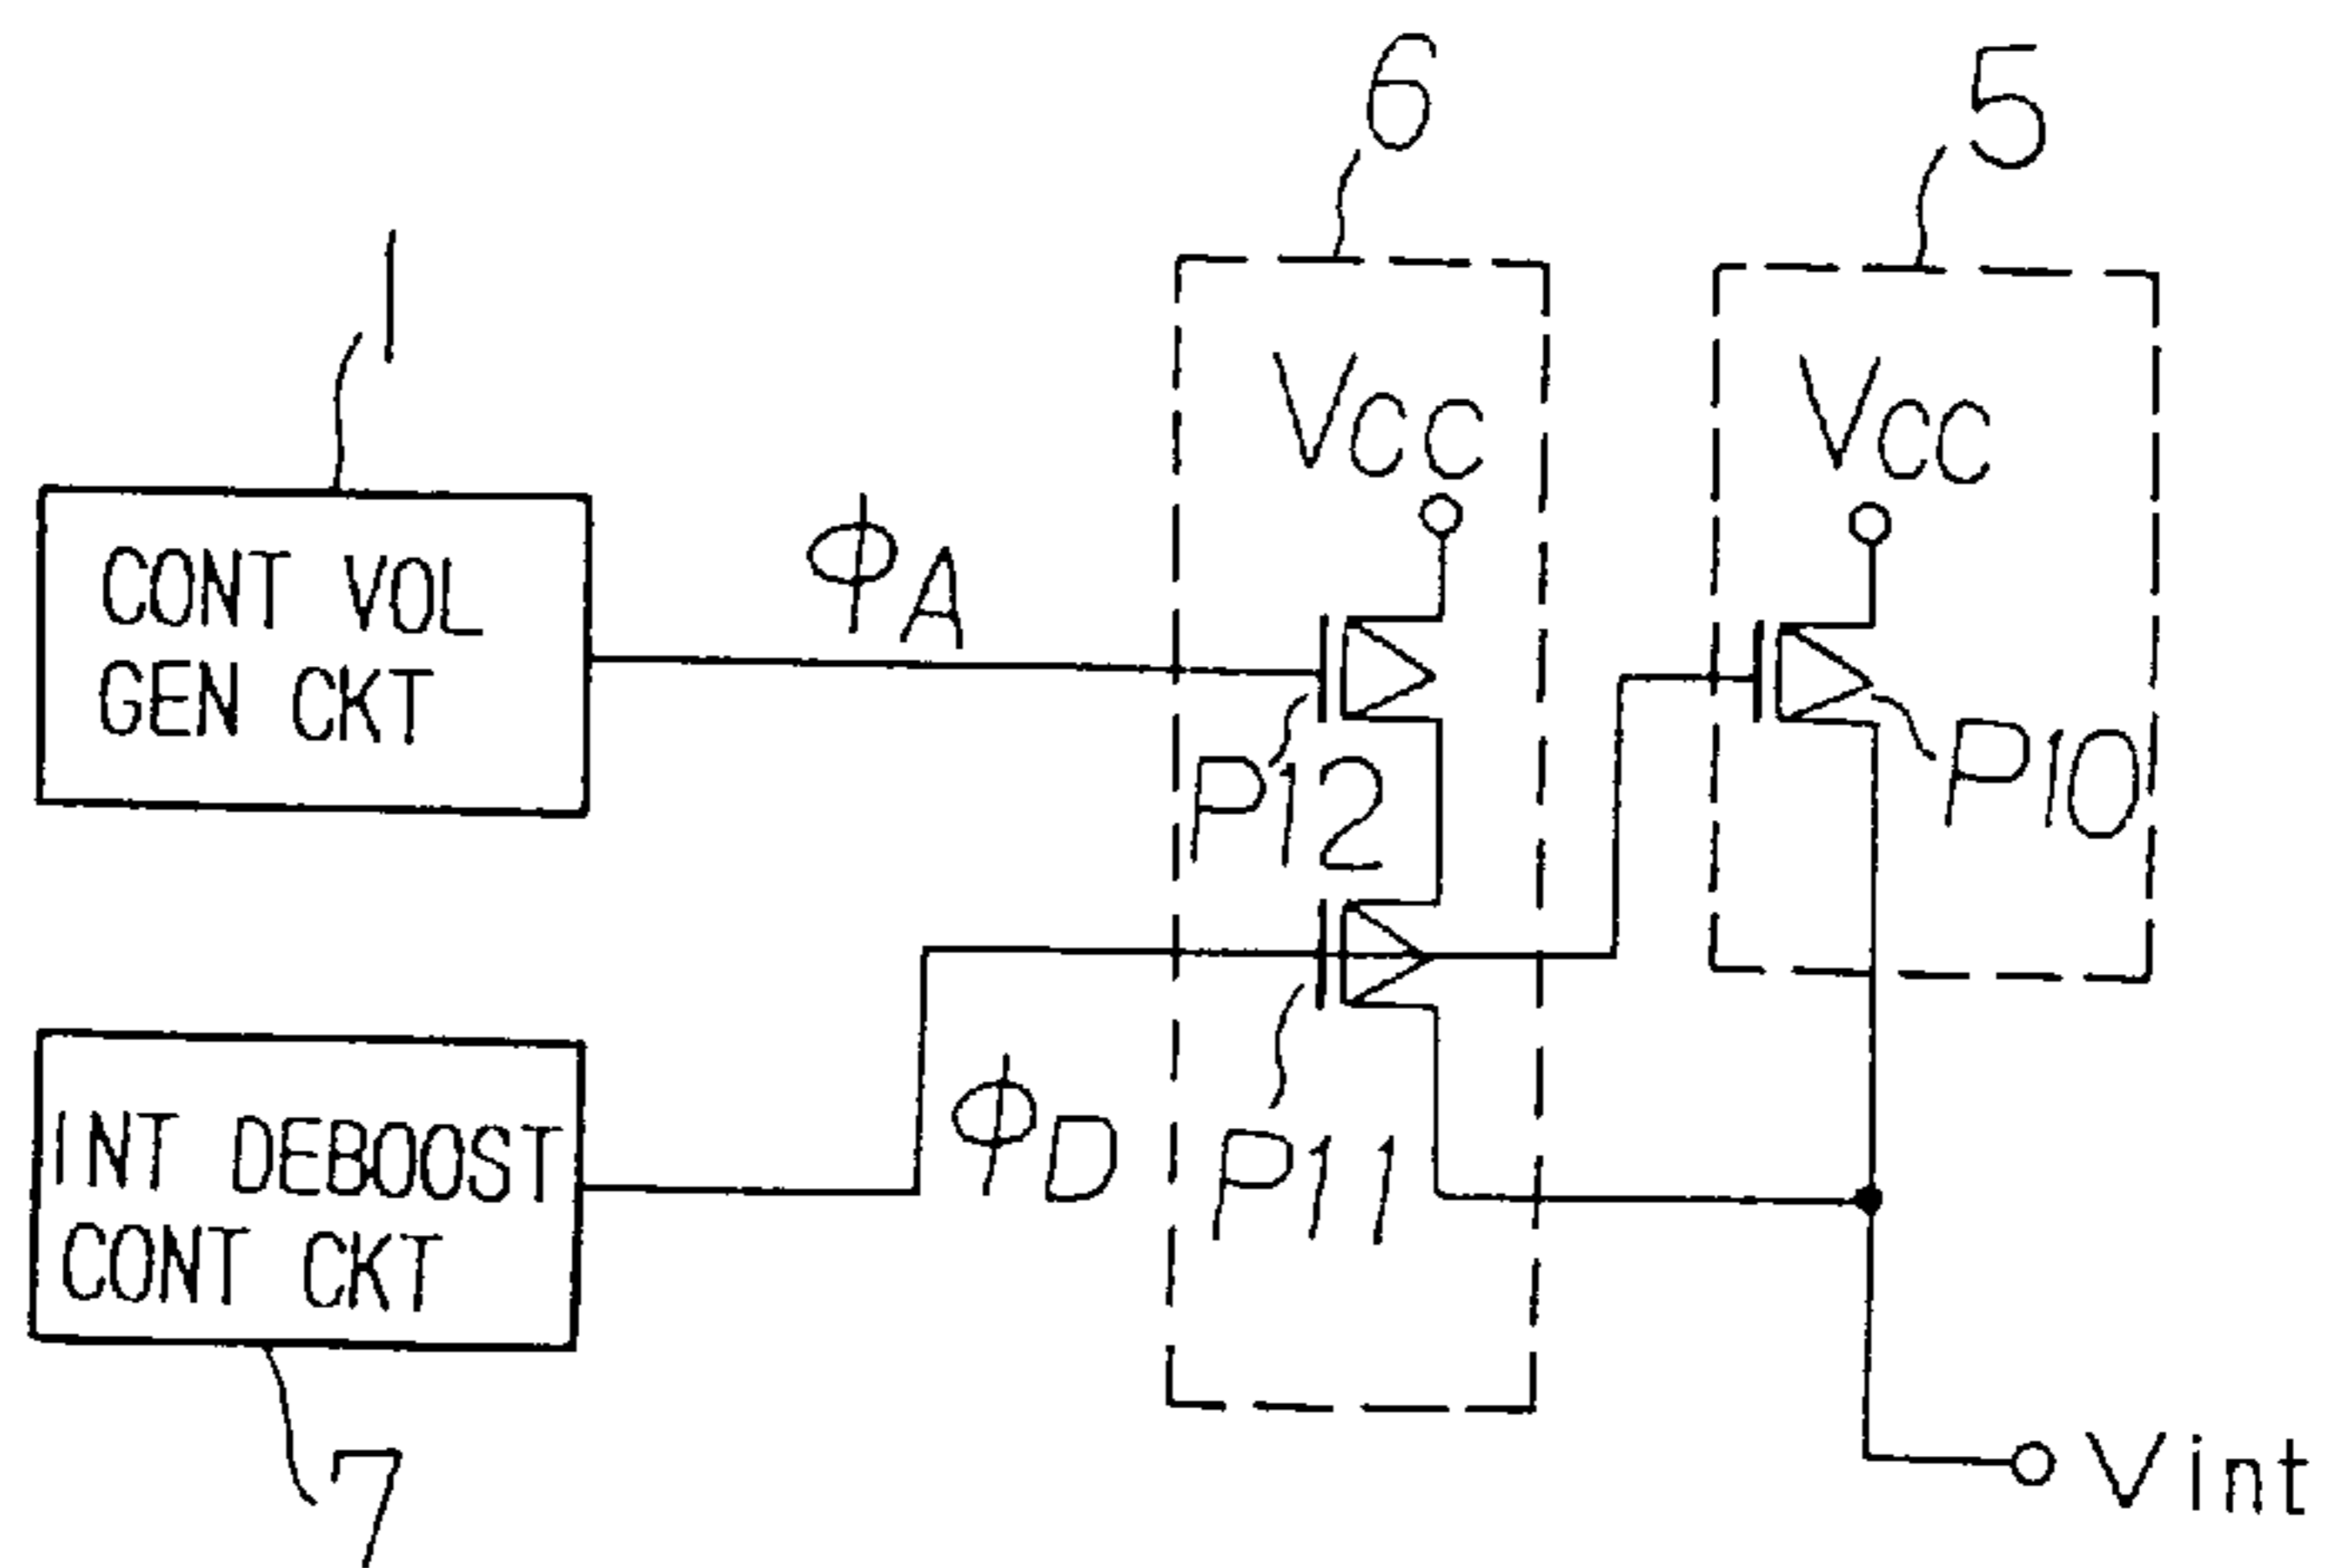 6
5
1
VCC
VCC
CONT VOL
GEN CKT
ϕA
P12
P10
INT DEBOOST
CONT CKT
ϕD
P11
7
Vint